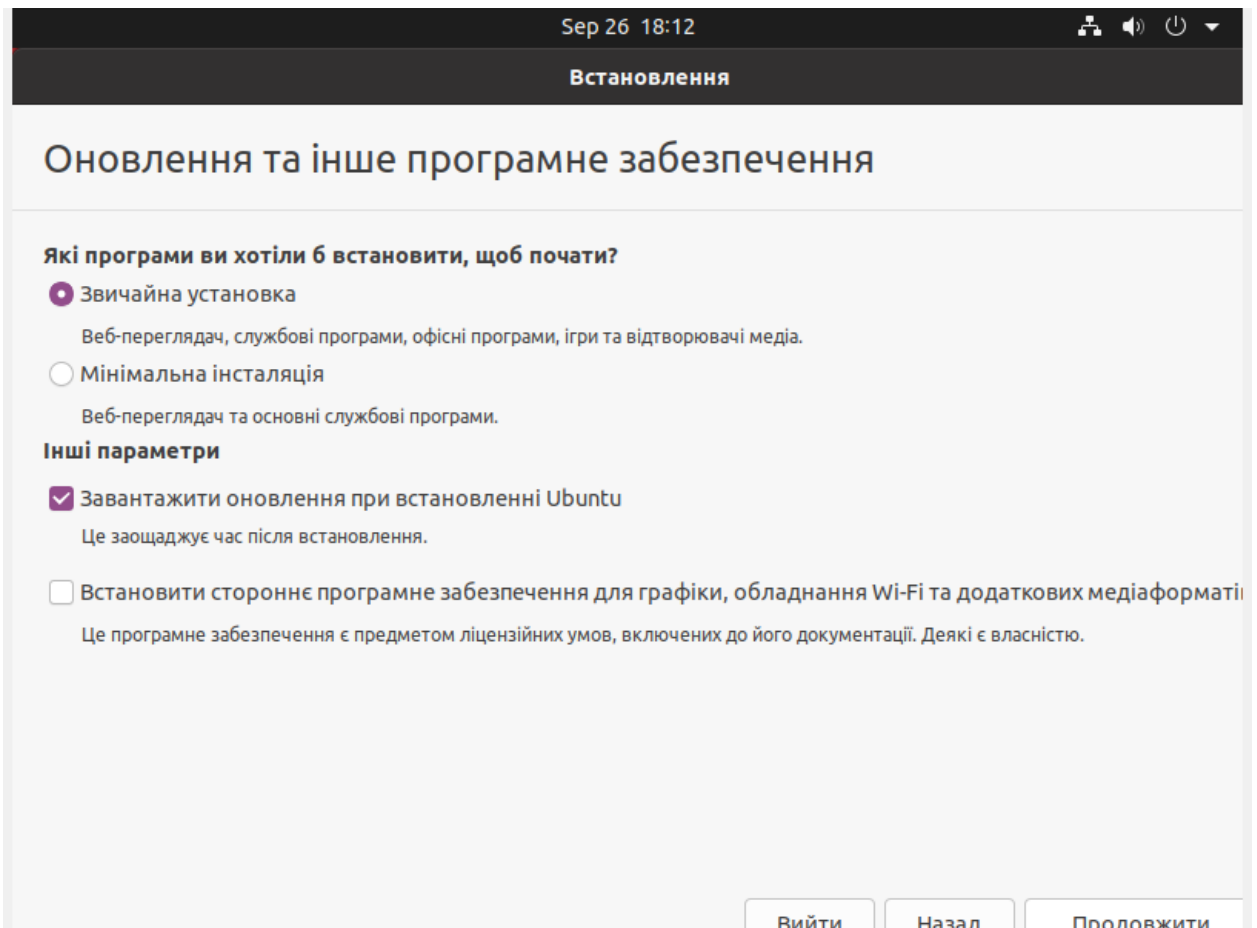 Sep 26 18:12
Встановлення
Оновлення та інше програмне забезпечення
Які програми ви хотіли б встановити, щоб почати?
Звичайна установка
Веб-переглядач, службові програми, офісні програми, ігри та відтворювачі медіа.
Мінімальна інсталяція
Веб-переглядач та основні службові програми.
Інші параметри
Завантажити оновлення при встановленні Ubuntu
Це заощаджує час після встановлення.
Встановити стороннє програмне забезпечення для графіки, обладнання Wi-Fi та додаткових медіаформаті
Це програмне забезпечення є предметом ліцензійних умов, включених до його документації. Деякі є власністю.
Вийти Назад Продовжити